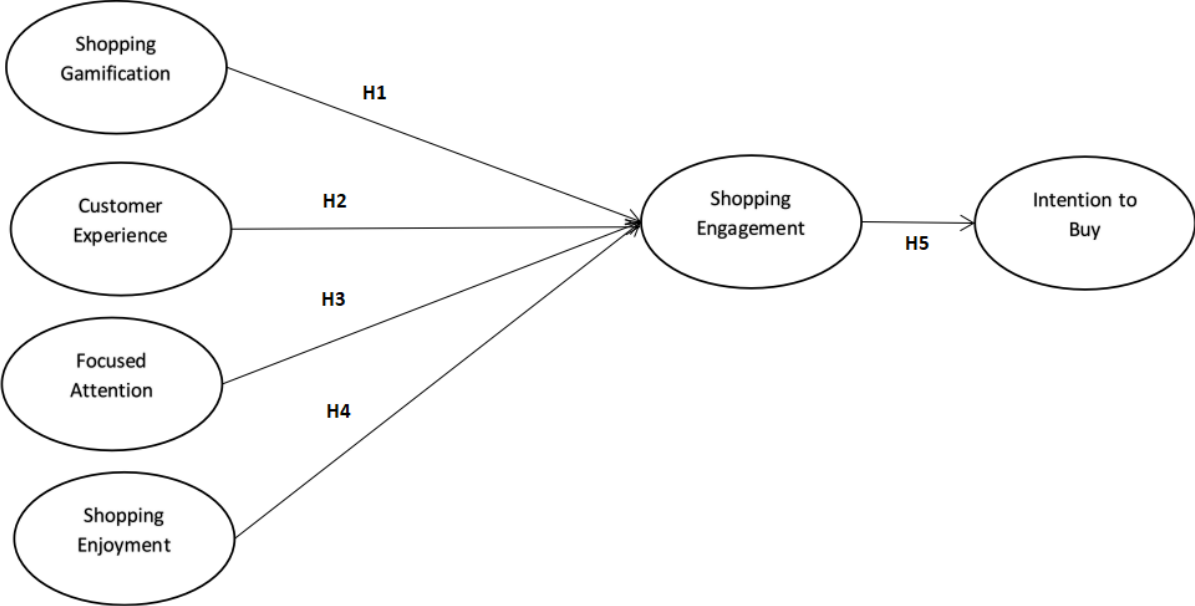 Shopping
Gamification
H1
Customer
Experience
H2
Focused
Attention
H3
Shopping
Enjoyment
H4
Shopping
Engagement
H5
Intention to
Buy